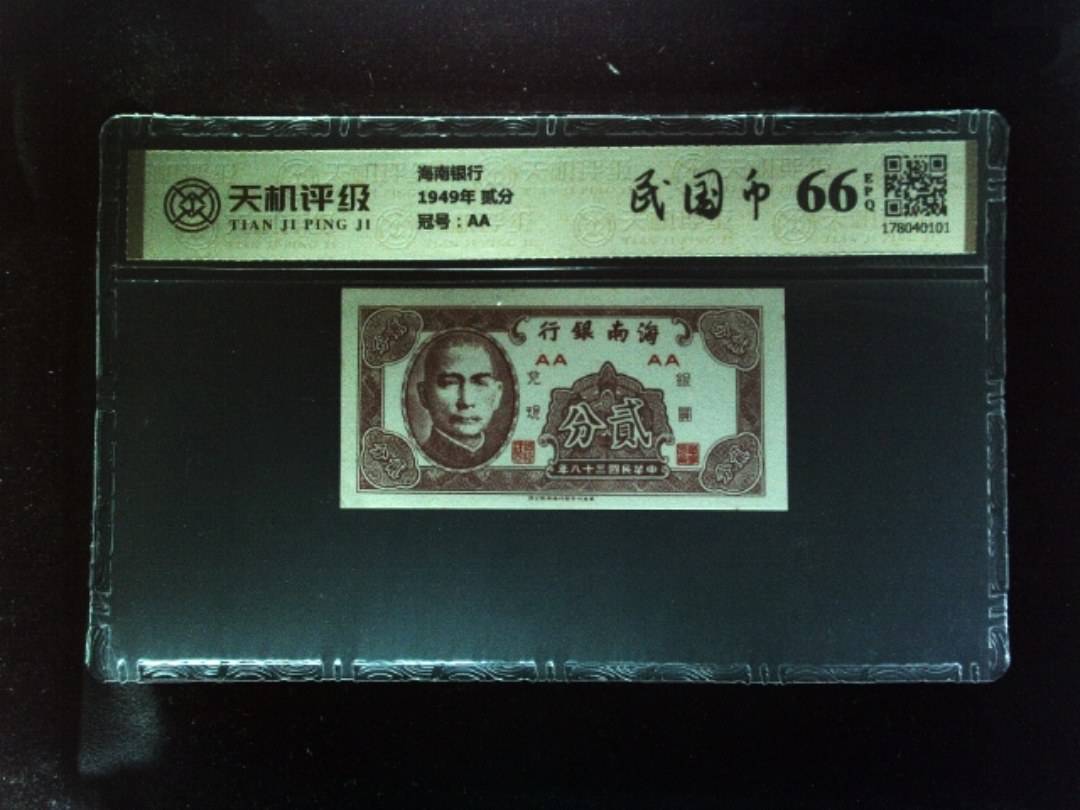 天机评级
TIAN JI PING JI
海南银行
1949年 贰分
冠号：AA
民国币
66
EPQ
178040101
行銀南海
AA AA
兌現
銀圓
分貳
年八十三國民華中